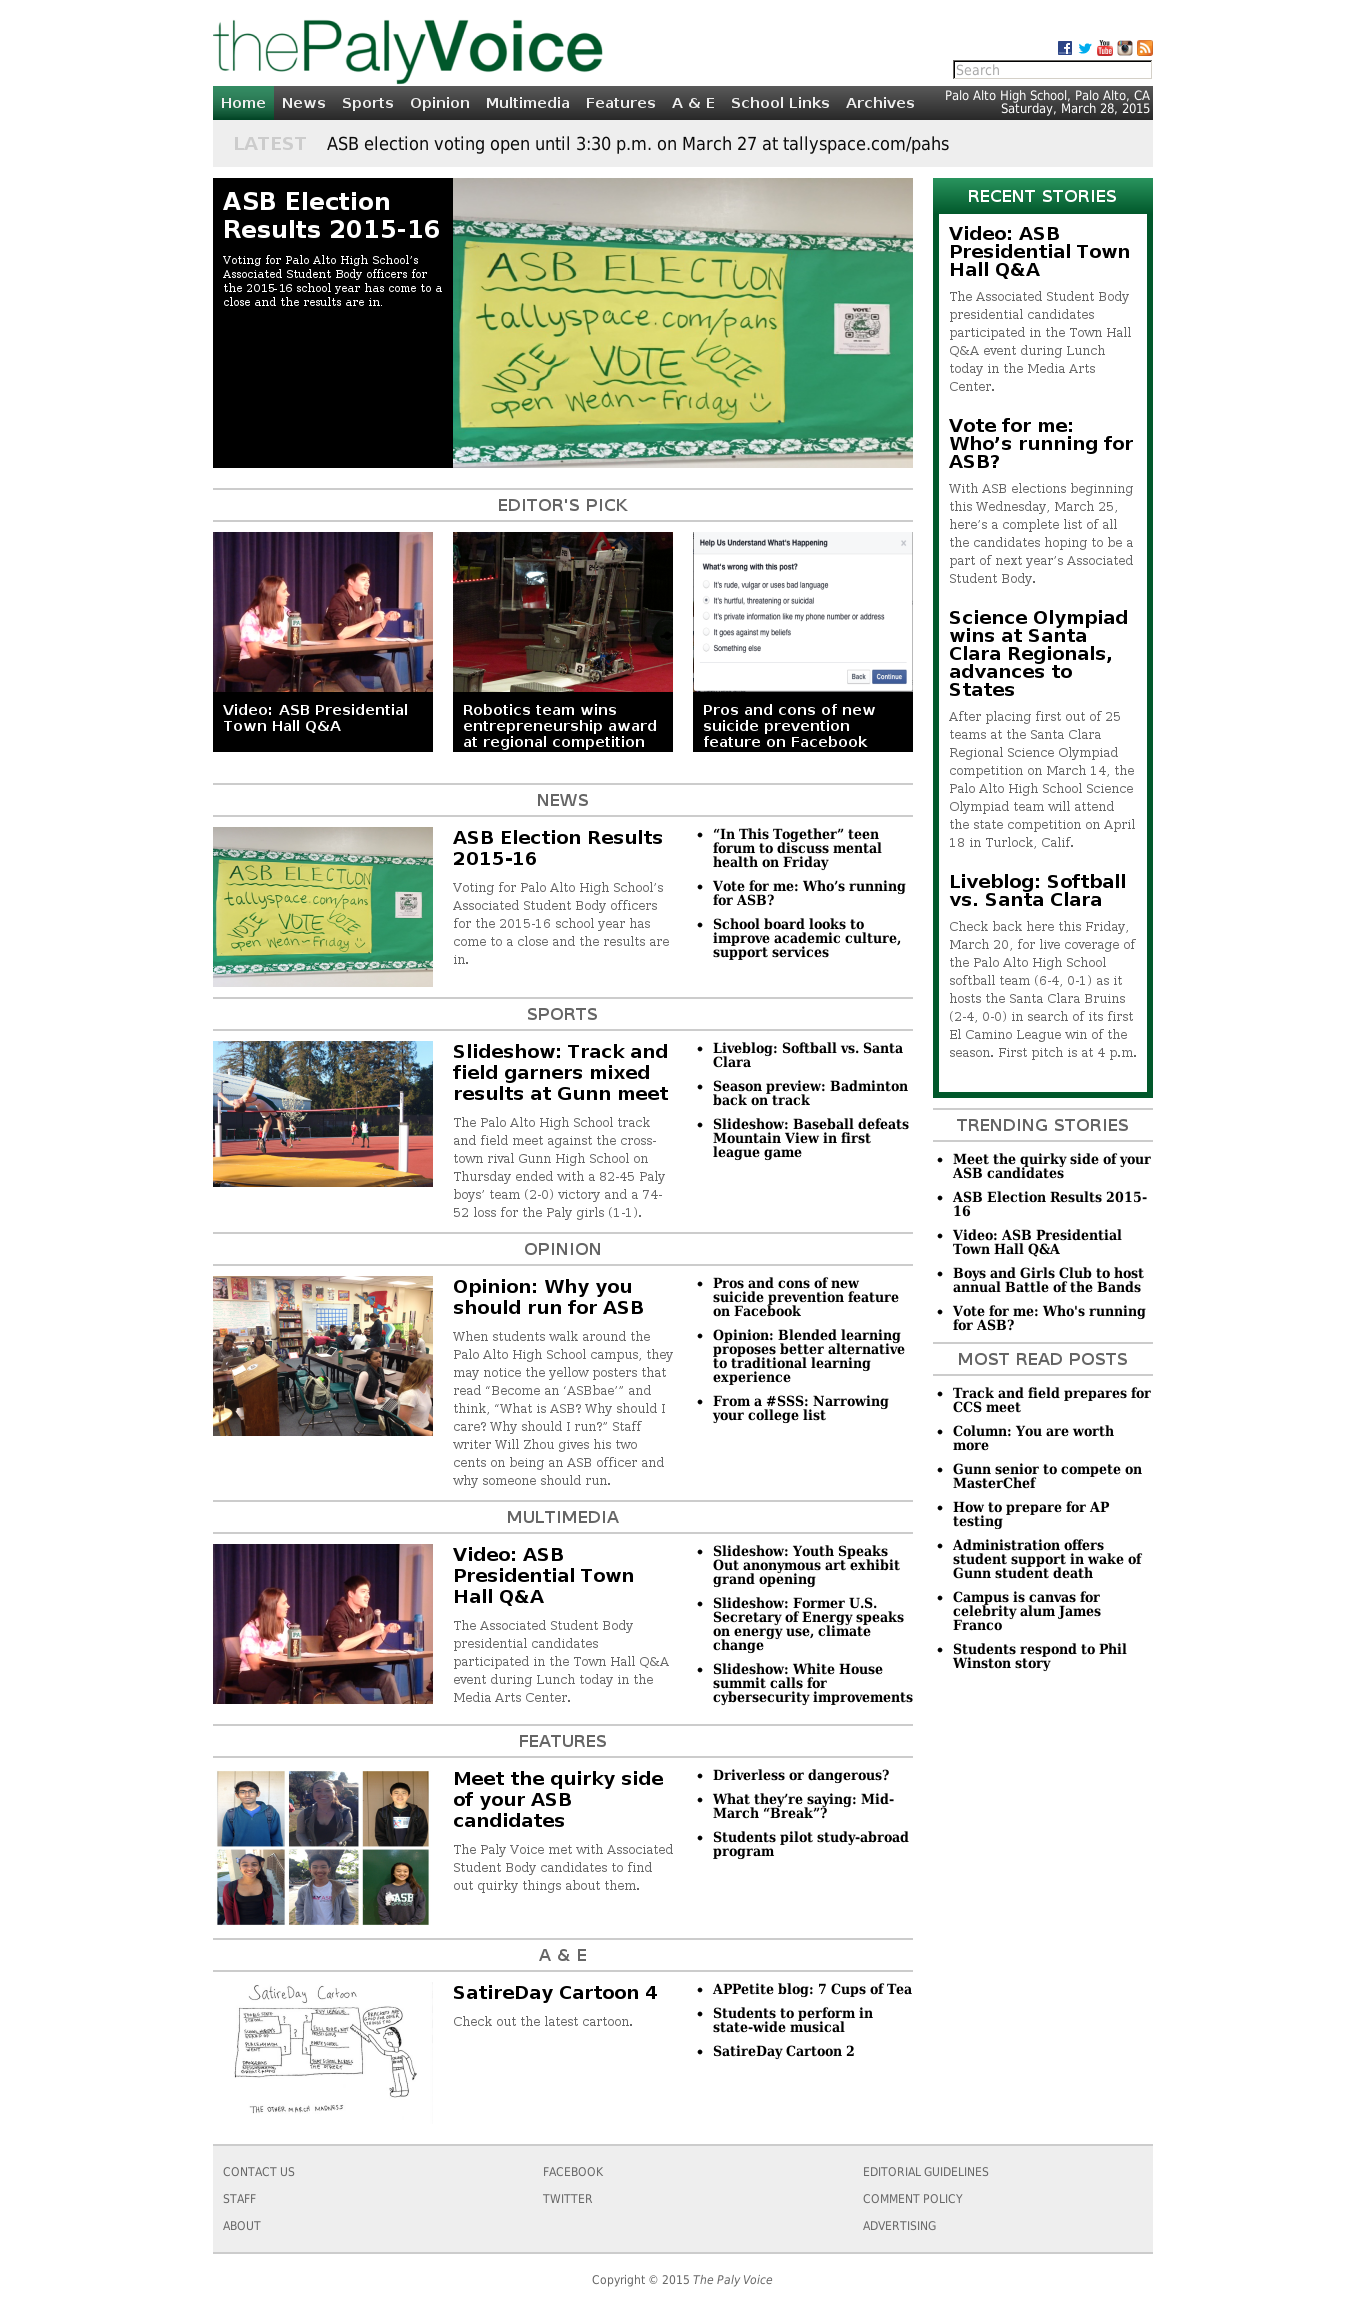 thePalyVoice
Search
Home News Sports Opinion Multimedia Features A & E School Links Archives
Palo Alto High School, Palo Alto, CA
Saturday, March 28, 2015
LATEST ASB election voting open until 3:30 p.m. on March 27 at tallyspace.com/pahs
ASB Election
Results 2015-16
Voting for Palo Alto High School’s
Associated Student Body officers for
the 2015-16 school year has come to a
close and the results are in.
ASB ELECTION
tallyspace.com/pahs
VOTE VOTE VOTE
open Wedn~Friday
VOTE!
EDITOR'S PICK
Video: ASB Presidential
Town Hall Q&A
Robotics team wins
entrepreneurship award
at regional competition
Help Us Understand What's Happening
What's wrong with this post?
It's rude, vulgar or uses bad language
It's hurtful, threatening or suicidal
It's private information like my phone number or address
It goes against my beliefs
Something else
Back Continue
Pros and cons of new
suicide prevention
feature on Facebook
NEWS
ASB ELECTION
tallyspace.com/pahs
VOTE VOTE VOTE
open Wedn~Friday
ASB Election Results
2015-16
Voting for Palo Alto High School’s
Associated Student Body officers
for the 2015-16 school year has
come to a close and the results are
in.
“In This Together” teen
forum to discuss mental
health on Friday
Vote for me: Who’s running
for ASB?
School board looks to
improve academic culture,
support services
SPORTS
Slideshow: Track and
field garners mixed
results at Gunn meet
The Palo Alto High School track
and field meet against the cross-
town rival Gunn High School on
Thursday ended with a 82-45 Paly
boys’ team (2-0) victory and a 74-
52 loss for the Paly girls (1-1).
Liveblog: Softball vs. Santa
Clara
Season preview: Badminton
back on track
Slideshow: Baseball defeats
Mountain View in first
league game
OPINION
Opinion: Why you
should run for ASB
When students walk around the
Palo Alto High School campus, they
may notice the yellow posters that
read “Become an ‘ASBbae’” and
think, “What is ASB? Why should I
care? Why should I run?” Staff
writer Will Zhou gives his two
cents on being an ASB officer and
why someone should run.
Pros and cons of new
suicide prevention feature
on Facebook
Opinion: Blended learning
proposes better alternative
to traditional learning
experience
From a #SSS: Narrowing
your college list
MULTIMEDIA
Video: ASB
Presidential Town
Hall Q&A
The Associated Student Body
presidential candidates
participated in the Town Hall Q&A
event during Lunch today in the
Media Arts Center.
Slideshow: Youth Speaks
Out anonymous art exhibit
grand opening
Slideshow: Former U.S.
Secretary of Energy speaks
on energy use, climate
change
Slideshow: White House
summit calls for
cybersecurity improvements
FEATURES
ASB
Meet the quirky side
of your ASB
candidates
The Paly Voice met with Associated
Student Body candidates to find
out quirky things about them.
Driverless or dangerous?
What they’re saying: Mid-
March “Break”?
Students pilot study-abroad
program
A & E
SatireDay Cartoon
THE OTHER MARCH MADNESS
SatireDay Cartoon 4
Check out the latest cartoon.
APPetite blog: 7 Cups of Tea
Students to perform in
state-wide musical
SatireDay Cartoon 2
RECENT STORIES
Video: ASB
Presidential Town
Hall Q&A
The Associated Student Body
presidential candidates
participated in the Town Hall
Q&A event during Lunch
today in the Media Arts
Center.
Vote for me:
Who’s running for
ASB?
With ASB elections beginning
this Wednesday, March 25,
here’s a complete list of all
the candidates hoping to be a
part of next year’s Associated
Student Body.
Science Olympiad
wins at Santa
Clara Regionals,
advances to
States
After placing first out of 25
teams at the Santa Clara
Regional Science Olympiad
competition on March 14, the
Palo Alto High School Science
Olympiad team will attend
the state competition on April
18 in Turlock, Calif.
Liveblog: Softball
vs. Santa Clara
Check back here this Friday,
March 20, for live coverage of
the Palo Alto High School
softball team (6-4, 0-1) as it
hosts the Santa Clara Bruins
(2-4, 0-0) in search of its first
El Camino League win of the
season. First pitch is at 4 p.m.
TRENDING STORIES
Meet the quirky side of your
ASB candidates
ASB Election Results 2015-
16
Video: ASB Presidential
Town Hall Q&A
Boys and Girls Club to host
annual Battle of the Bands
Vote for me: Who's running
for ASB?
MOST READ POSTS
Track and field prepares for
CCS meet
Column: You are worth
more
Gunn senior to compete on
MasterChef
How to prepare for AP
testing
Administration offers
student support in wake of
Gunn student death
Campus is canvas for
celebrity alum James
Franco
Students respond to Phil
Winston story
CONTACT US
STAFF
ABOUT
FACEBOOK
TWITTER
EDITORIAL GUIDELINES
COMMENT POLICY
ADVERTISING
Copyright © 2015 The Paly Voice